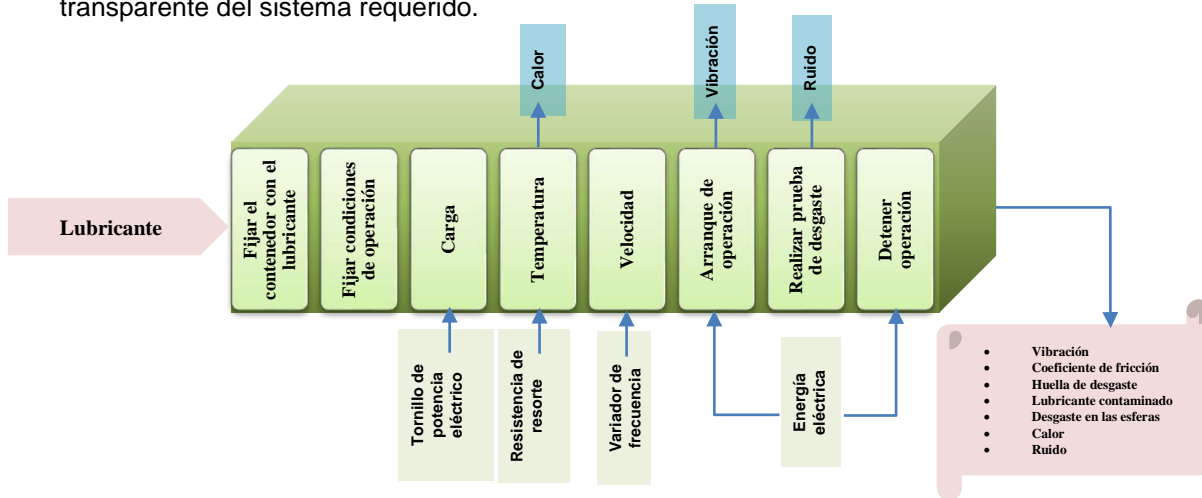 transparente del sistema requerido.
Calor
Vibración
Ruido
Lubricante
Fijar el
contenedor con el
lubricante
Fijar condiciones
de operación
Carga
Temperatura
Velocidad
Arranque de
operación
Realizar prueba
de desgaste
Detener
operación
Tornillo de
potencia
eléctrico
Resistencia de
resorte
Variador de
frecuencia
Energía
eléctrica
• Vibración
• Coeficiente de fricción
• Huella de desgaste
• Lubricante contaminado
• Desgaste en las esferas
• Calor
• Ruido